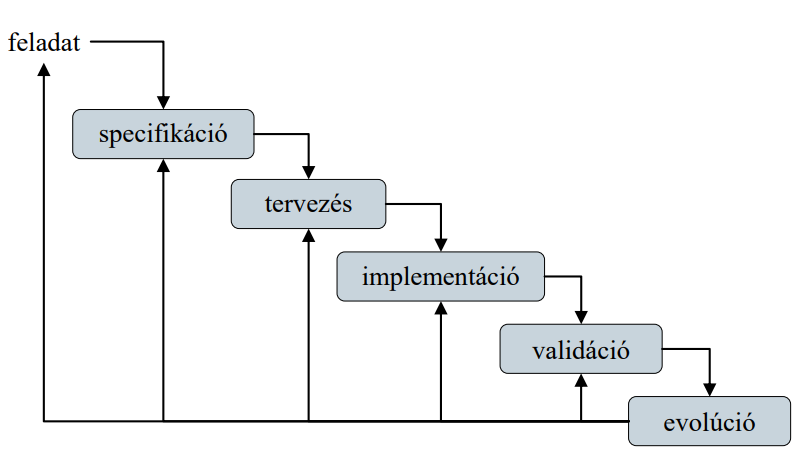 feladat
specifikáció
tervezés
implementáció
validáció
evolúció